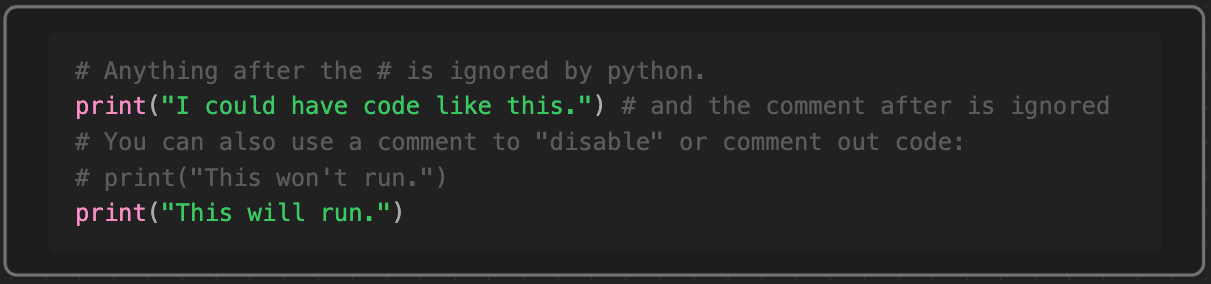 # Anything after the # is ignored by python.
print("I could have code like this.") # and the comment after is ignored
# You can also use a comment to "disable" or comment out code:
# print("This won't run.")
print("This will run.")